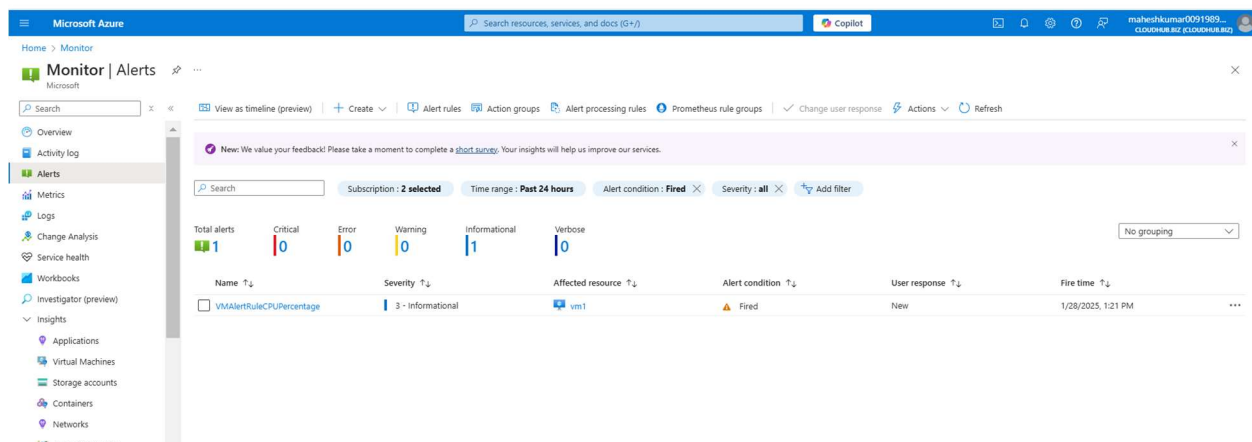 Microsoft Azure
Search resources, services, and docs (G+/)
Copilot
maheshkumar0091989...
CLOUDHUB.BIZ (CLOUDHUB.BIZ)
Home > Monitor
Monitor | Alerts
Microsoft
Search
View as timeline (preview)
Create
Alert rules
Action groups
Alert processing rules
Prometheus rule groups
Change user response
Actions
Refresh
Overview
Activity log
Alerts
Metrics
Logs
Change Analysis
Service health
Workbooks
Investigator (preview)
Insights
Applications
Virtual Machines
Storage accounts
Containers
Networks
New: We value your feedback! Please take a moment to complete a short survey. Your insights will help us improve our services.
Search
Subscription : 2 selected
Time range : Past 24 hours
Alert condition : Fired
Severity : all
Add filter
Total alerts Critical Error Warning Informational Verbose
1 0 0 0 1 0
No grouping
Name Severity Affected resource Alert condition User response Fire time
VMAlertRuleCPUPercentage 3 - Informational vm1 Fired New 1/28/2025, 1:21 PM